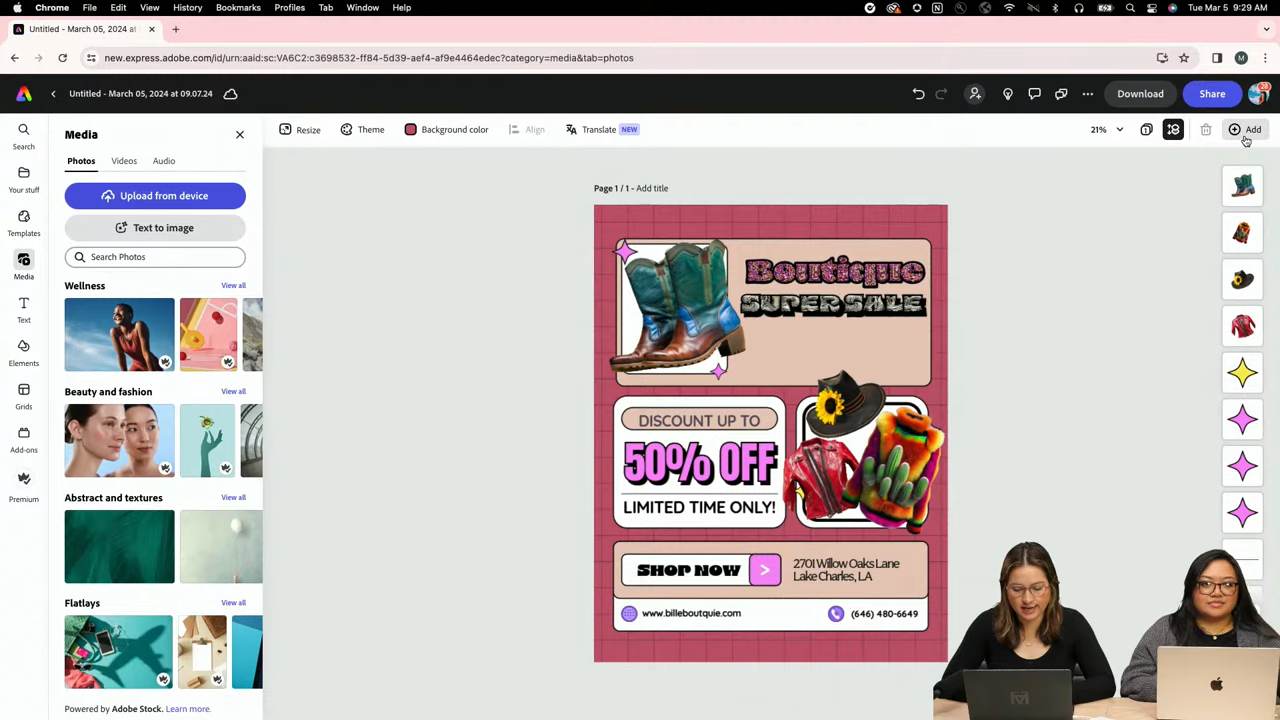 Chrome File Edit View History Bookmarks Profiles Tab Window Help
Tue Mar 5 9:29 AM
Untitled - March 05, 2024 at
new.express.adobe.com/id/urn:aaid:sc:VA6C2:c3698532-ff84-5d39-aef4-af9e4464edec?category=media&tab=photos
Untitled - March 05, 2024 at 09.07.24
Download
Share
28
Resize
Theme
Background color
Align
Translate NEW
21%
Add
Search
Your stuff
Templates
Media
Text
Elements
Grids
Add-ons
Premium
Media
Photos Videos Audio
Upload from device
Text to image
Search Photos
Wellness View all
Beauty and fashion View all
Abstract and textures View all
Flatlays View all
Powered by Adobe Stock. Learn more.
Page 1 / 1 - Add title
Boutique
SUPER SALE
DISCOUNT UP TO
50% OFF
LIMITED TIME ONLY!
SHOP NOW >
2701 Willow Oaks Lane
Lake Charles, LA
www.billeboutquie.com
(646) 480-6649